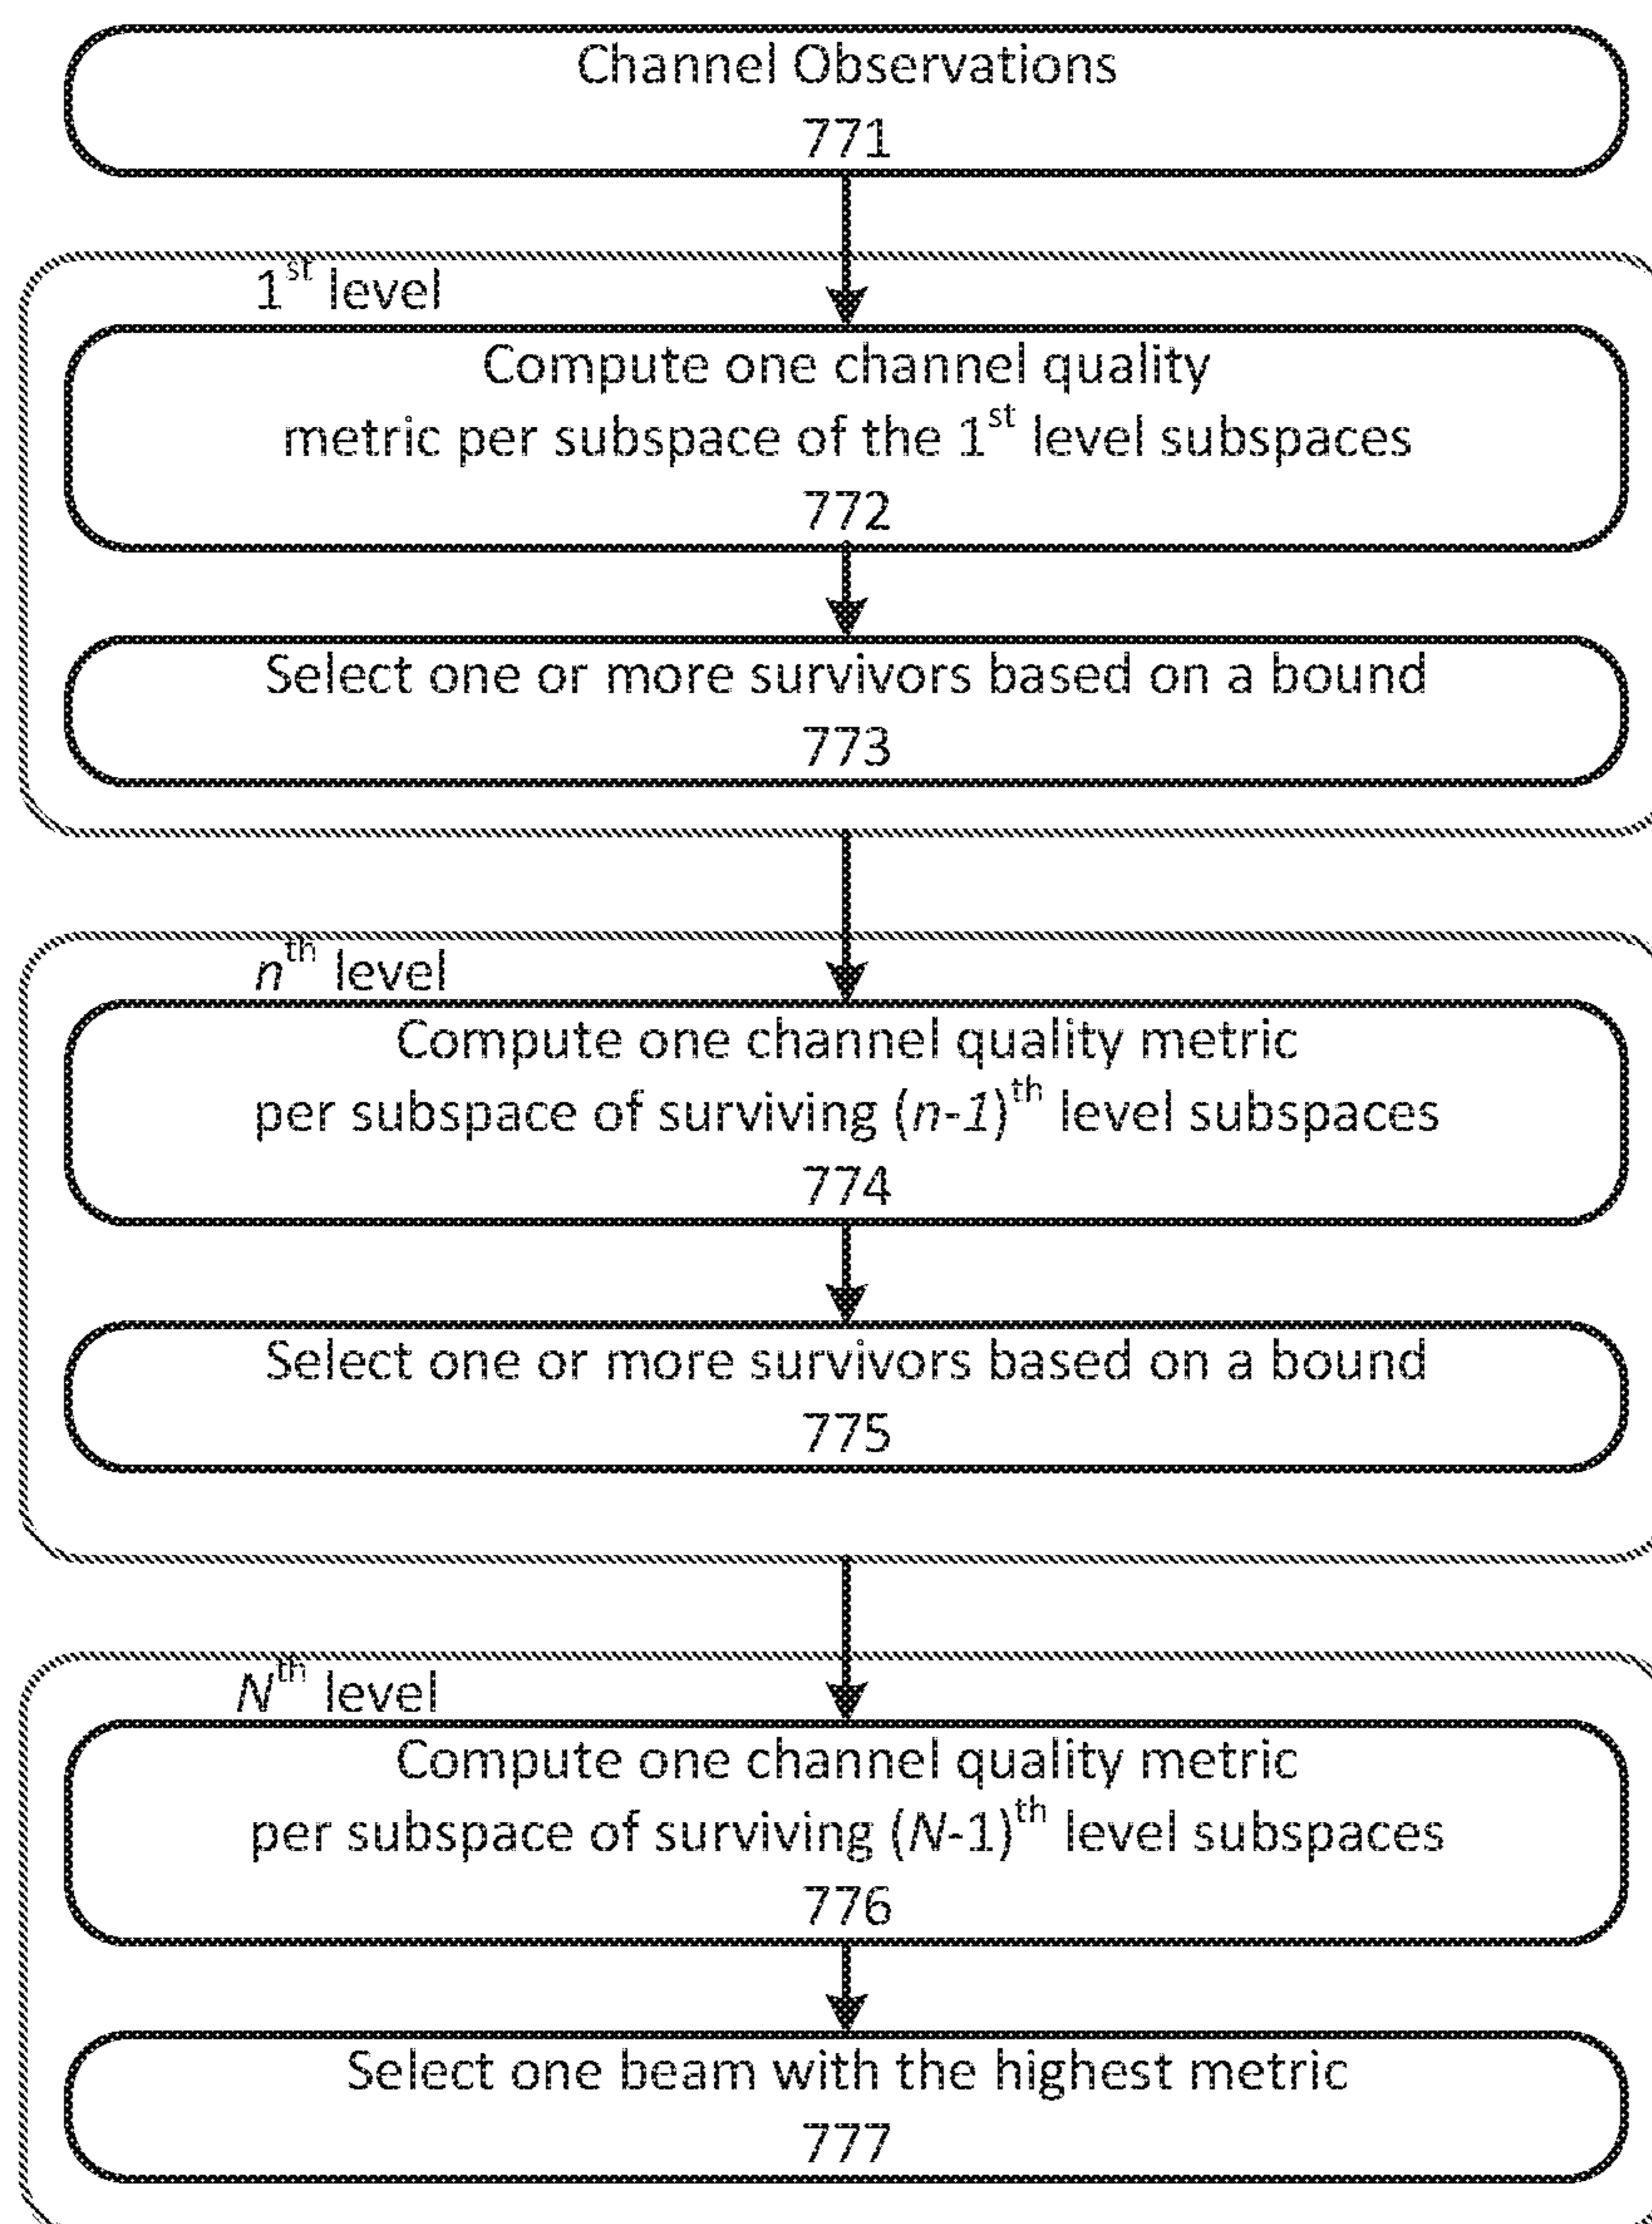 Channel Observations
771
1st level
Compute one channel quality
metric per subspace of the 1st level subspaces
772
Select one or more survivors based on a bound
773
nth level
Compute one channel quality metric
per subspace of surviving (n-1)th level subspaces
774
Select one or more survivors based on a bound
775
Nth level
Compute one channel quality metric
per subspace of surviving (N-1)th level subspaces
776
Select one beam with the highest metric
777